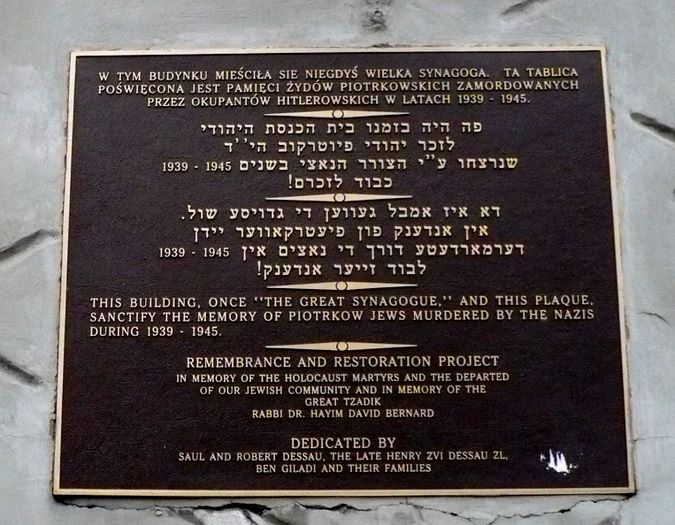 W TYM BUDYNKU MIEŚCIŁA SIE NIEGDYŚ WIELKA SYNAGOGA. TA TABLICA
POŚWIĘCONA JEST PAMIĘCI ŻYDÓW PIOTRKOWSKICH ZAMORDOWANYCH
PRZEZ OKUPANTÓW HITLEROWSKICH W LATACH 1939 - 1945.
פה היה בזמנו בית הכנסת היהודי
לזכר יהודי פיוטרקוב הי''ד
שנרצחו ע''י הצורר הנאצי בשנים 1939 - 1945
כבוד לזכרם!
דא איז אמבל געווען די גדויסע שול.
אין אנדענק פון פיעטרקאווער יידן
דערמארדעטע דורך די נאצים אין 1939 - 1945
לבוד זייער אנדענק!
THIS BUILDING, ONCE "THE GREAT SYNAGOGUE," AND THIS PLAQUE,
SANCTIFY THE MEMORY OF PIOTRKOW JEWS MURDERED BY THE NAZIS
DURING 1939 - 1945.
REMEMBRANCE AND RESTORATION PROJECT
IN MEMORY OF THE HOLOCAUST MARTYRS AND THE DEPARTED
OF OUR JEWISH COMMUNITY AND IN MEMORY OF THE
GREAT TZADIK
RABBI DR. HAYIM DAVID BERNARD
DEDICATED BY
SAUL AND ROBERT DESSAU, THE LATE HENRY ZVI DESSAU ZL,
BEN GILADI AND THEIR FAMILIES